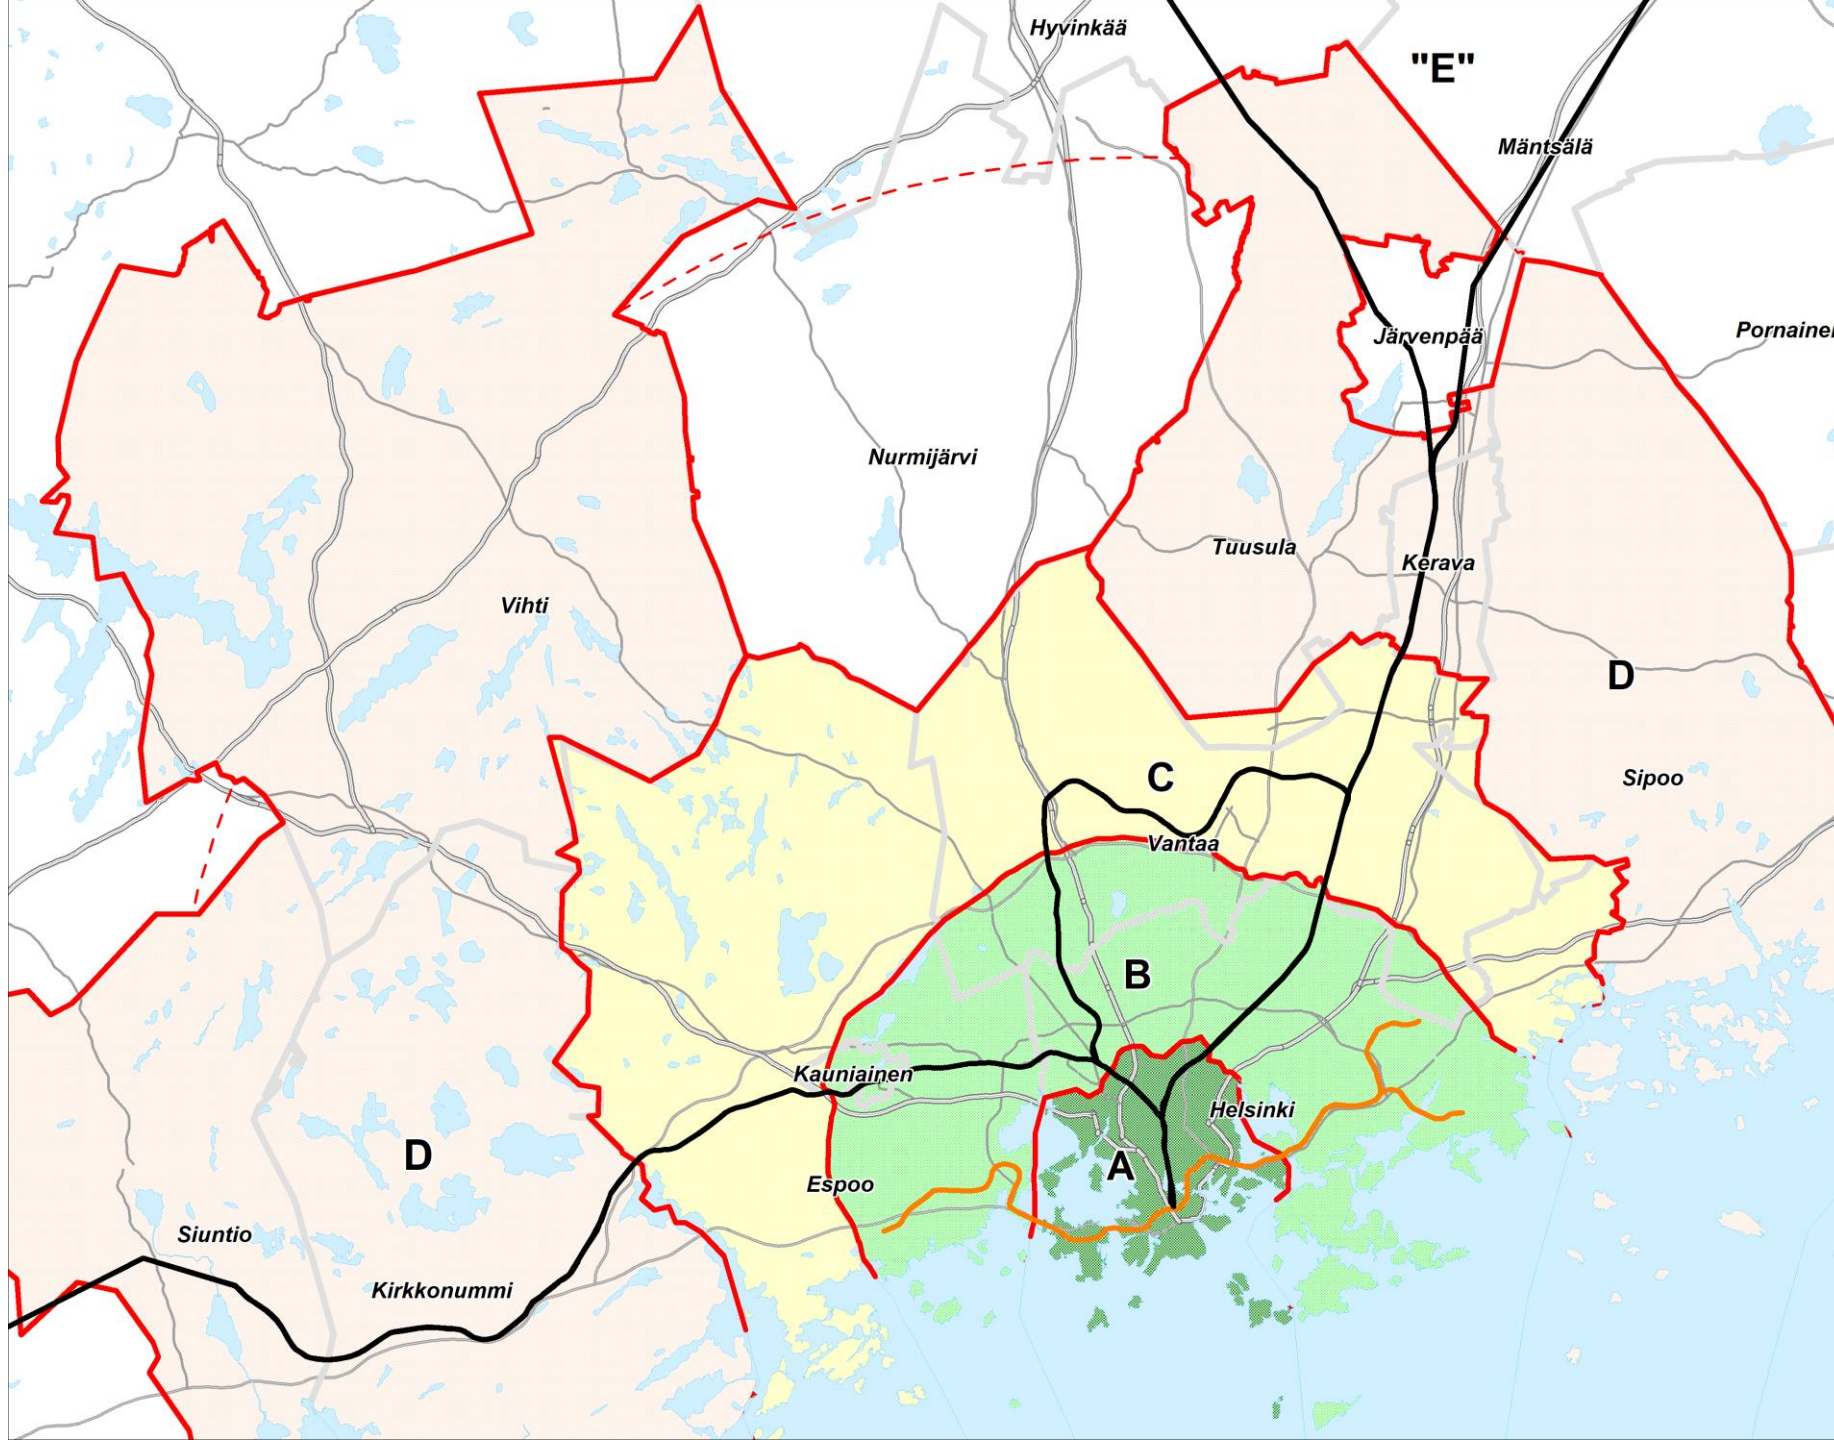 Hyvinkää
"E"
Mäntsälä
Järvenpää
Pornainen
Nurmijärvi
Tuusula
Kerava
Vihti
D
Sipoo
C
Vantaa
B
Kauniainen
Helsinki
D
A
Espoo
Siuntio
Kirkkonummi